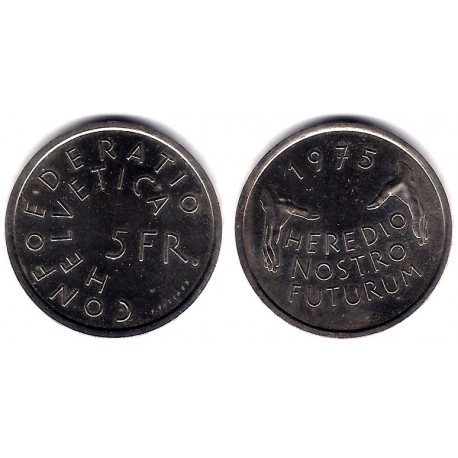 CONFOEDERATIO
HELVETICA
5 FR.
1975
HEREDIO
NOSTRO
FUTURUM